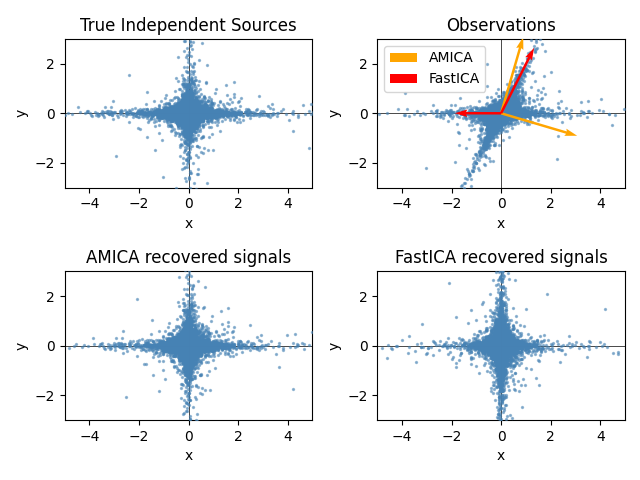 True Independent Sources
y
2
0
−2
−4 −2 0 2 4
x
Observations
AMICA
FastICA
y
2
0
−2
−4 −2 0 2 4
x
AMICA recovered signals
y
2
0
−2
−4 −2 0 2 4
x
FastICA recovered signals
y
2
0
−2
−4 −2 0 2 4
x